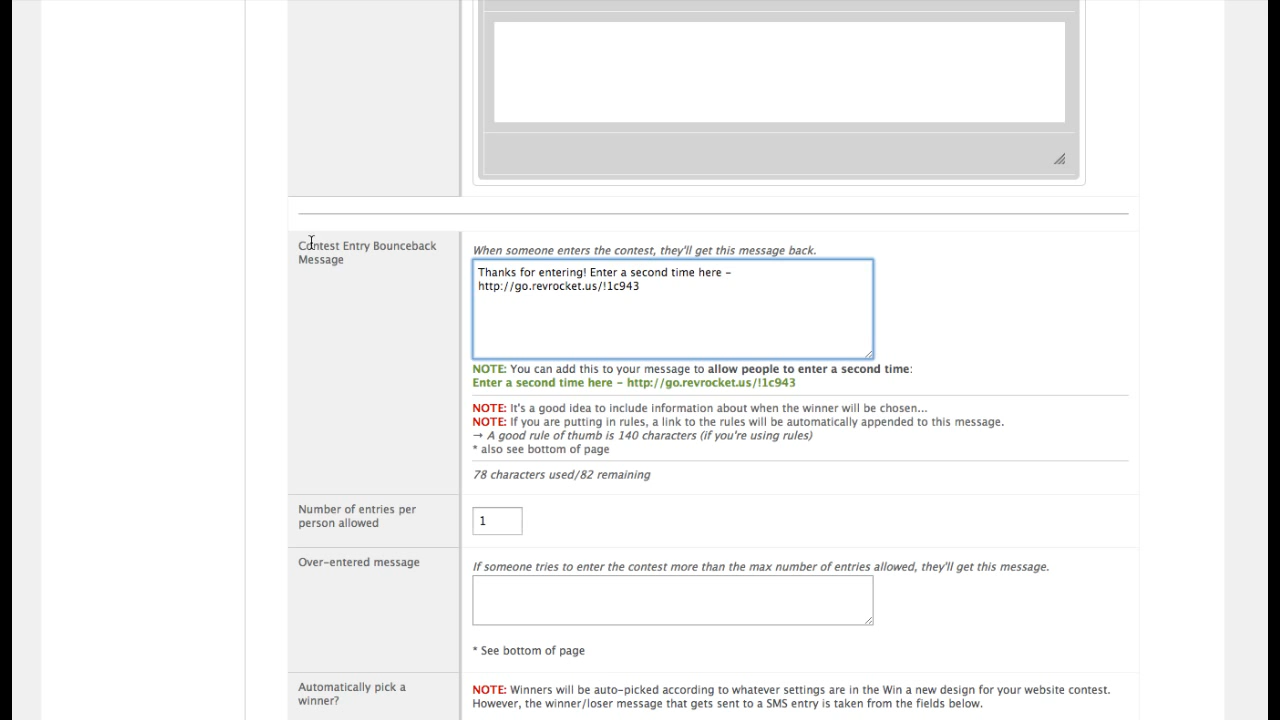 Contest Entry Bounceback
Message
When someone enters the contest, they'll get this message back.
Thanks for entering! Enter a second time here –
http://go.revrocket.us/!1c943
NOTE: You can add this to your message to allow people to enter a second time:
Enter a second time here – http://go.revrocket.us/!1c943
NOTE: It's a good idea to include information about when the winner will be chosen...
NOTE: If you are putting in rules, a link to the rules will be automatically appended to this message.
→ A good rule of thumb is 140 characters (if you're using rules)
* also see bottom of page
78 characters used/82 remaining
Number of entries per
person allowed
1
Over-entered message
If someone tries to enter the contest more than the max number of entries allowed, they'll get this message.
* See bottom of page
Automatically pick a
winner?
NOTE: Winners will be auto-picked according to whatever settings are in the Win a new design for your website contest.
However, the winner/loser message that gets sent to a SMS entry is taken from the fields below.